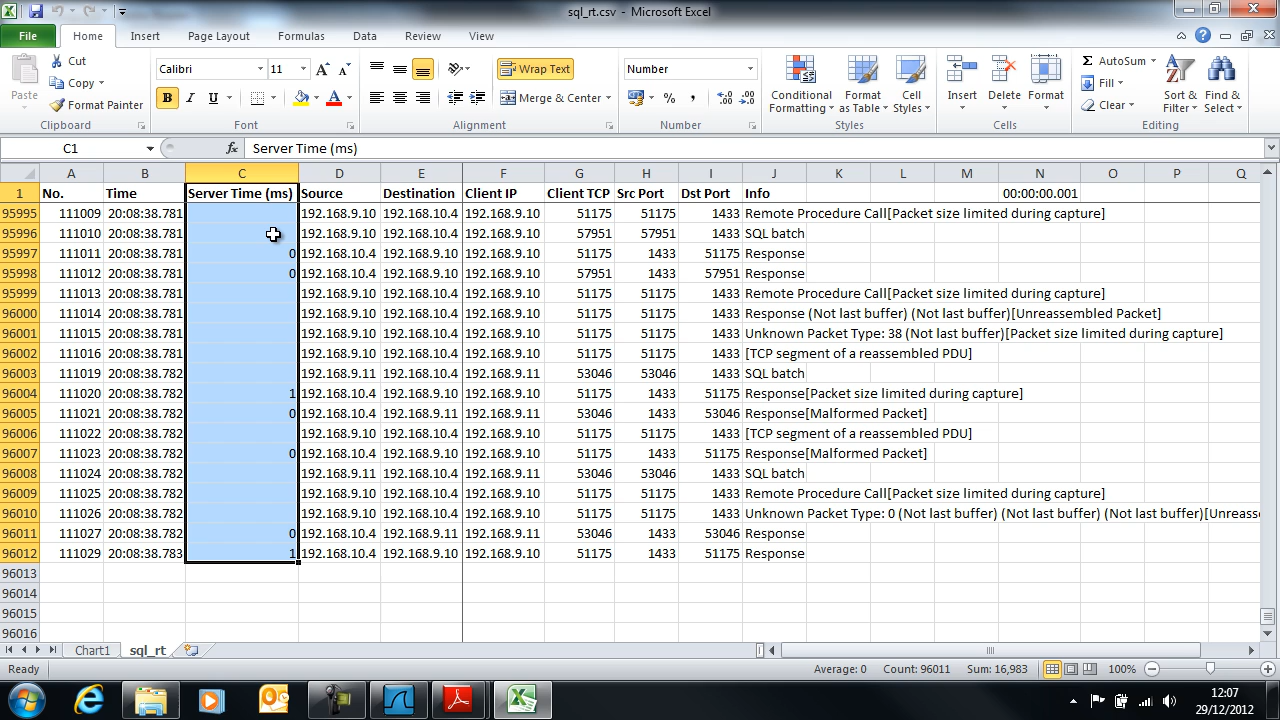 sql_rt.csv - Microsoft Excel
File Home Insert Page Layout Formulas Data Review View
Paste Cut Copy Format Painter Clipboard
Calibri 11 B I U A A A Font
Wrap Text Merge & Center Alignment
Number % , Number
Conditional Formatting Format as Table Cell Styles Styles
Insert Delete Format Cells
Σ AutoSum Fill Clear Sort & Filter Find & Select Editing
C1 fx Server Time (ms)
A B C D E F G H I J K L M N O P Q
1 No. Time Server Time (ms) Source Destination Client IP Client TCP Src Port Dst Port Info 00:00:00.001
95995 111009 20:08:38.781 192.168.9.10 192.168.10.4 192.168.9.10 51175 51175 1433 Remote Procedure Call[Packet size limited during capture]
95996 111010 20:08:38.781 192.168.9.10 192.168.10.4 192.168.9.10 57951 57951 1433 SQL batch
95997 111011 20:08:38.781 0 192.168.10.4 192.168.9.10 192.168.9.10 51175 1433 51175 Response
95998 111012 20:08:38.781 0 192.168.10.4 192.168.9.10 192.168.9.10 57951 1433 57951 Response
95999 111013 20:08:38.781 192.168.9.10 192.168.10.4 192.168.9.10 51175 51175 1433 Remote Procedure Call[Packet size limited during capture]
96000 111014 20:08:38.781 192.168.9.10 192.168.10.4 192.168.9.10 51175 51175 1433 Response (Not last buffer) (Not last buffer)[Unreassembled Packet]
96001 111015 20:08:38.781 192.168.9.10 192.168.10.4 192.168.9.10 51175 51175 1433 Unknown Packet Type: 38 (Not last buffer)[Packet size limited during capture]
96002 111016 20:08:38.781 192.168.9.10 192.168.10.4 192.168.9.10 51175 51175 1433 [TCP segment of a reassembled PDU]
96003 111019 20:08:38.782 192.168.9.11 192.168.10.4 192.168.9.11 53046 53046 1433 SQL batch
96004 111020 20:08:38.782 1 192.168.10.4 192.168.9.10 192.168.9.10 51175 1433 51175 Response[Packet size limited during capture]
96005 111021 20:08:38.782 0 192.168.10.4 192.168.9.11 192.168.9.11 53046 1433 53046 Response[Malformed Packet]
96006 111022 20:08:38.782 192.168.9.10 192.168.10.4 192.168.9.10 51175 51175 1433 [TCP segment of a reassembled PDU]
96007 111023 20:08:38.782 0 192.168.10.4 192.168.9.10 192.168.9.10 51175 1433 51175 Response[Malformed Packet]
96008 111024 20:08:38.782 192.168.9.11 192.168.10.4 192.168.9.11 53046 53046 1433 SQL batch
96009 111025 20:08:38.782 192.168.9.10 192.168.10.4 192.168.9.10 51175 51175 1433 Remote Procedure Call[Packet size limited during capture]
96010 111026 20:08:38.782 192.168.9.10 192.168.10.4 192.168.9.10 51175 51175 1433 Unknown Packet Type: 0 (Not last buffer) (Not last buffer) (Not last buffer)[Unreasse
96011 111027 20:08:38.782 0 192.168.10.4 192.168.9.11 192.168.9.11 53046 1433 53046 Response
96012 111029 20:08:38.783 1 192.168.10.4 192.168.9.10 192.168.9.10 51175 1433 51175 Response
96013
96014
96015
96016
Chart1 sql_rt
Ready Average: 0 Count: 96011 Sum: 16,983 100%
12:07
29/12/2012